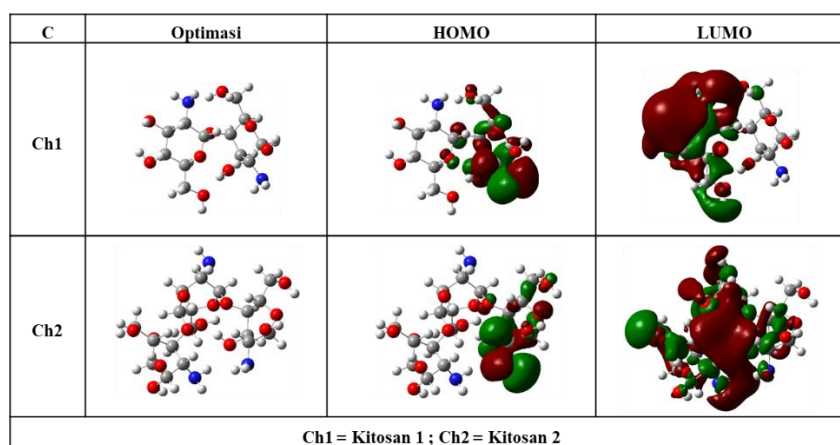 C Optimasi HOMO LUMO
Ch1
Ch2
Ch1 = Kitosan 1 ; Ch2 = Kitosan 2